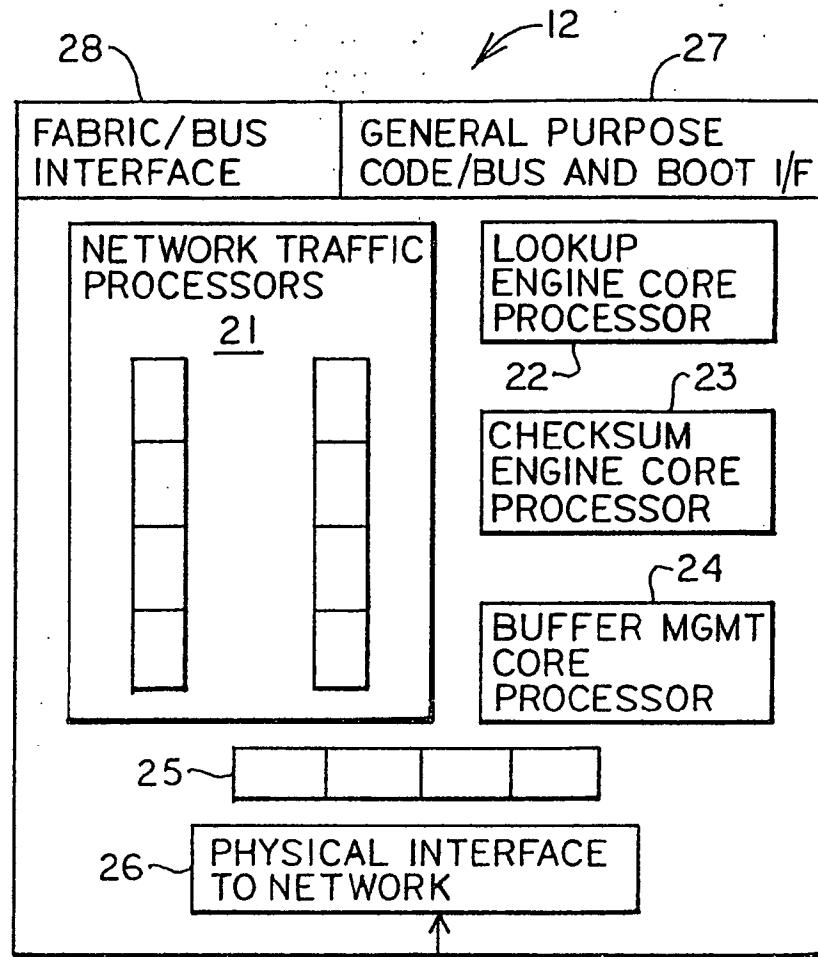 12
28
27
FABRIC/BUS
INTERFACE
GENERAL PURPOSE
CODE/BUS AND BOOT I/F
NETWORK TRAFFIC
PROCESSORS
21
LOOKUP
ENGINE CORE
PROCESSOR
22
23
CHECKSUM
ENGINE CORE
PROCESSOR
24
BUFFER MGMT
CORE
PROCESSOR
25
26
PHYSICAL INTERFACE
TO NETWORK